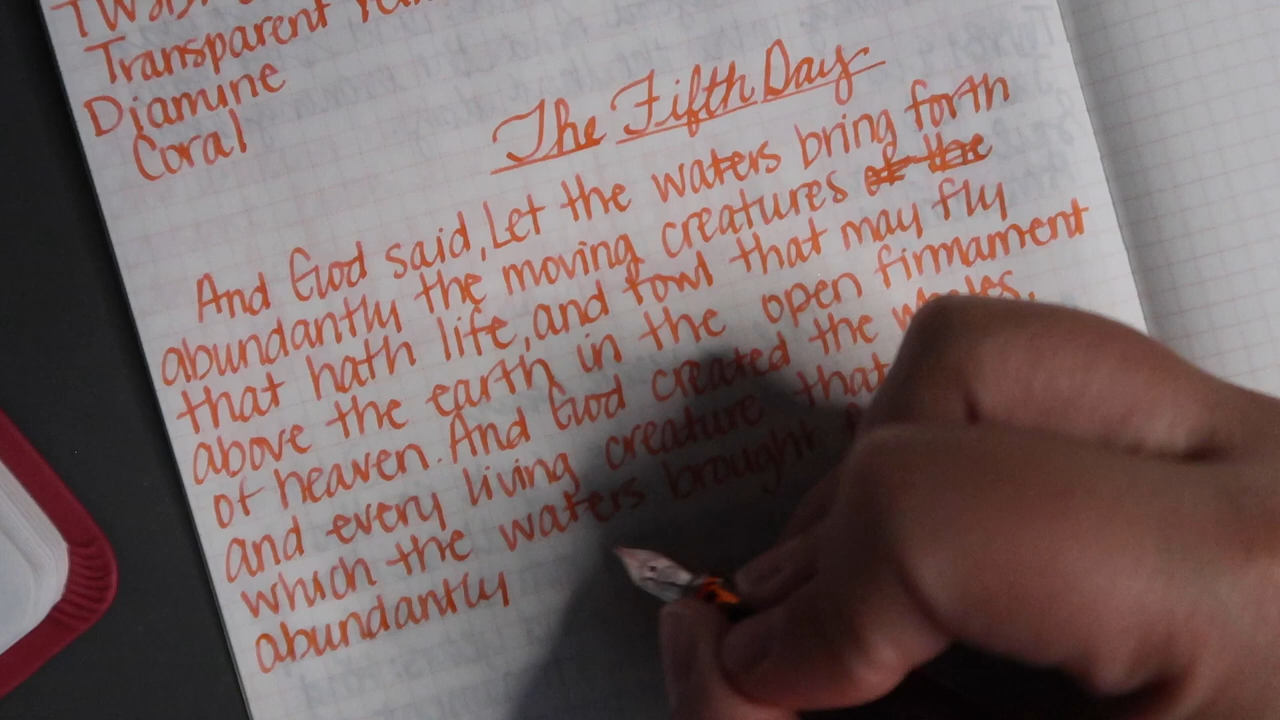 TWSBI
Transparent
Diamine
Coral
The Fifth Day
And God said, Let the waters bring forth
abundantly the moving creatures
that hath life, and fowl that may fly
above the earth in the open firmament
of heaven. And God created the whales,
and every living creature that
which the waters brought
abundantly